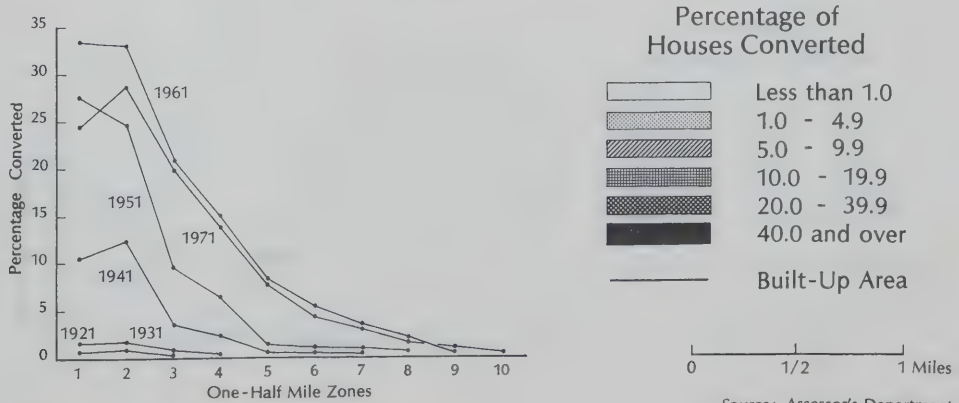 35
30
25
20
15
10
5
0
Percentage Converted
1961
1951
1971
1941
1921
1931
1 2 3 4 5 6 7 8 9 10
One-Half Mile Zones
Percentage of
Houses Converted
Less than 1.0
1.0 - 4.9
5.0 - 9.9
10.0 - 19.9
20.0 - 39.9
40.0 and over
Built-Up Area
0 1/2 1 Miles
Source: Assessor's Department